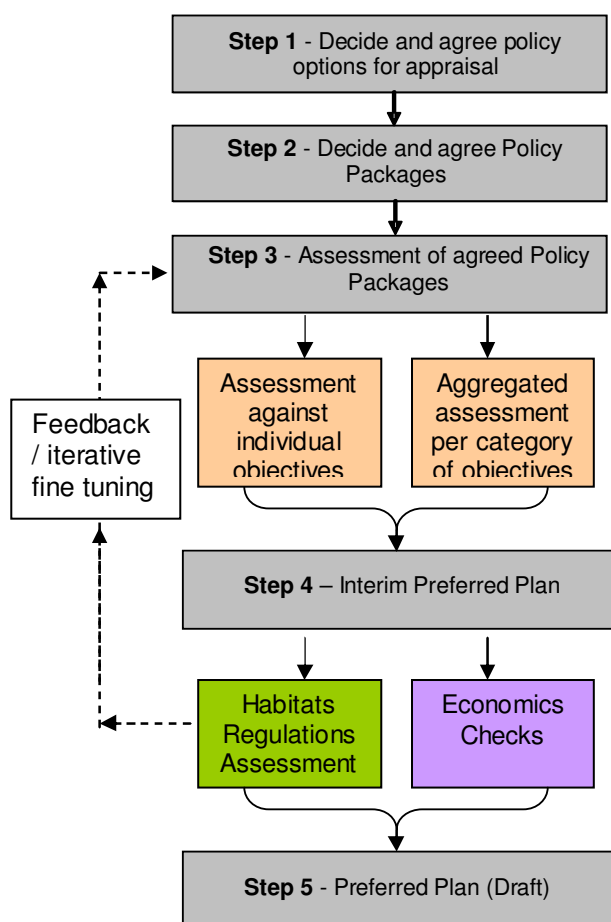 Step 1 - Decide and agree policy
options for appraisal
Step 2 - Decide and agree Policy
Packages
Step 3 - Assessment of agreed Policy
Packages
Assessment
against
individual
objectives
Aggregated
assessment
per category
of objectives
Feedback
/ iterative
fine tuning
Step 4 – Interim Preferred Plan
Habitats
Regulations
Assessment
Economics
Checks
Step 5 - Preferred Plan (Draft)